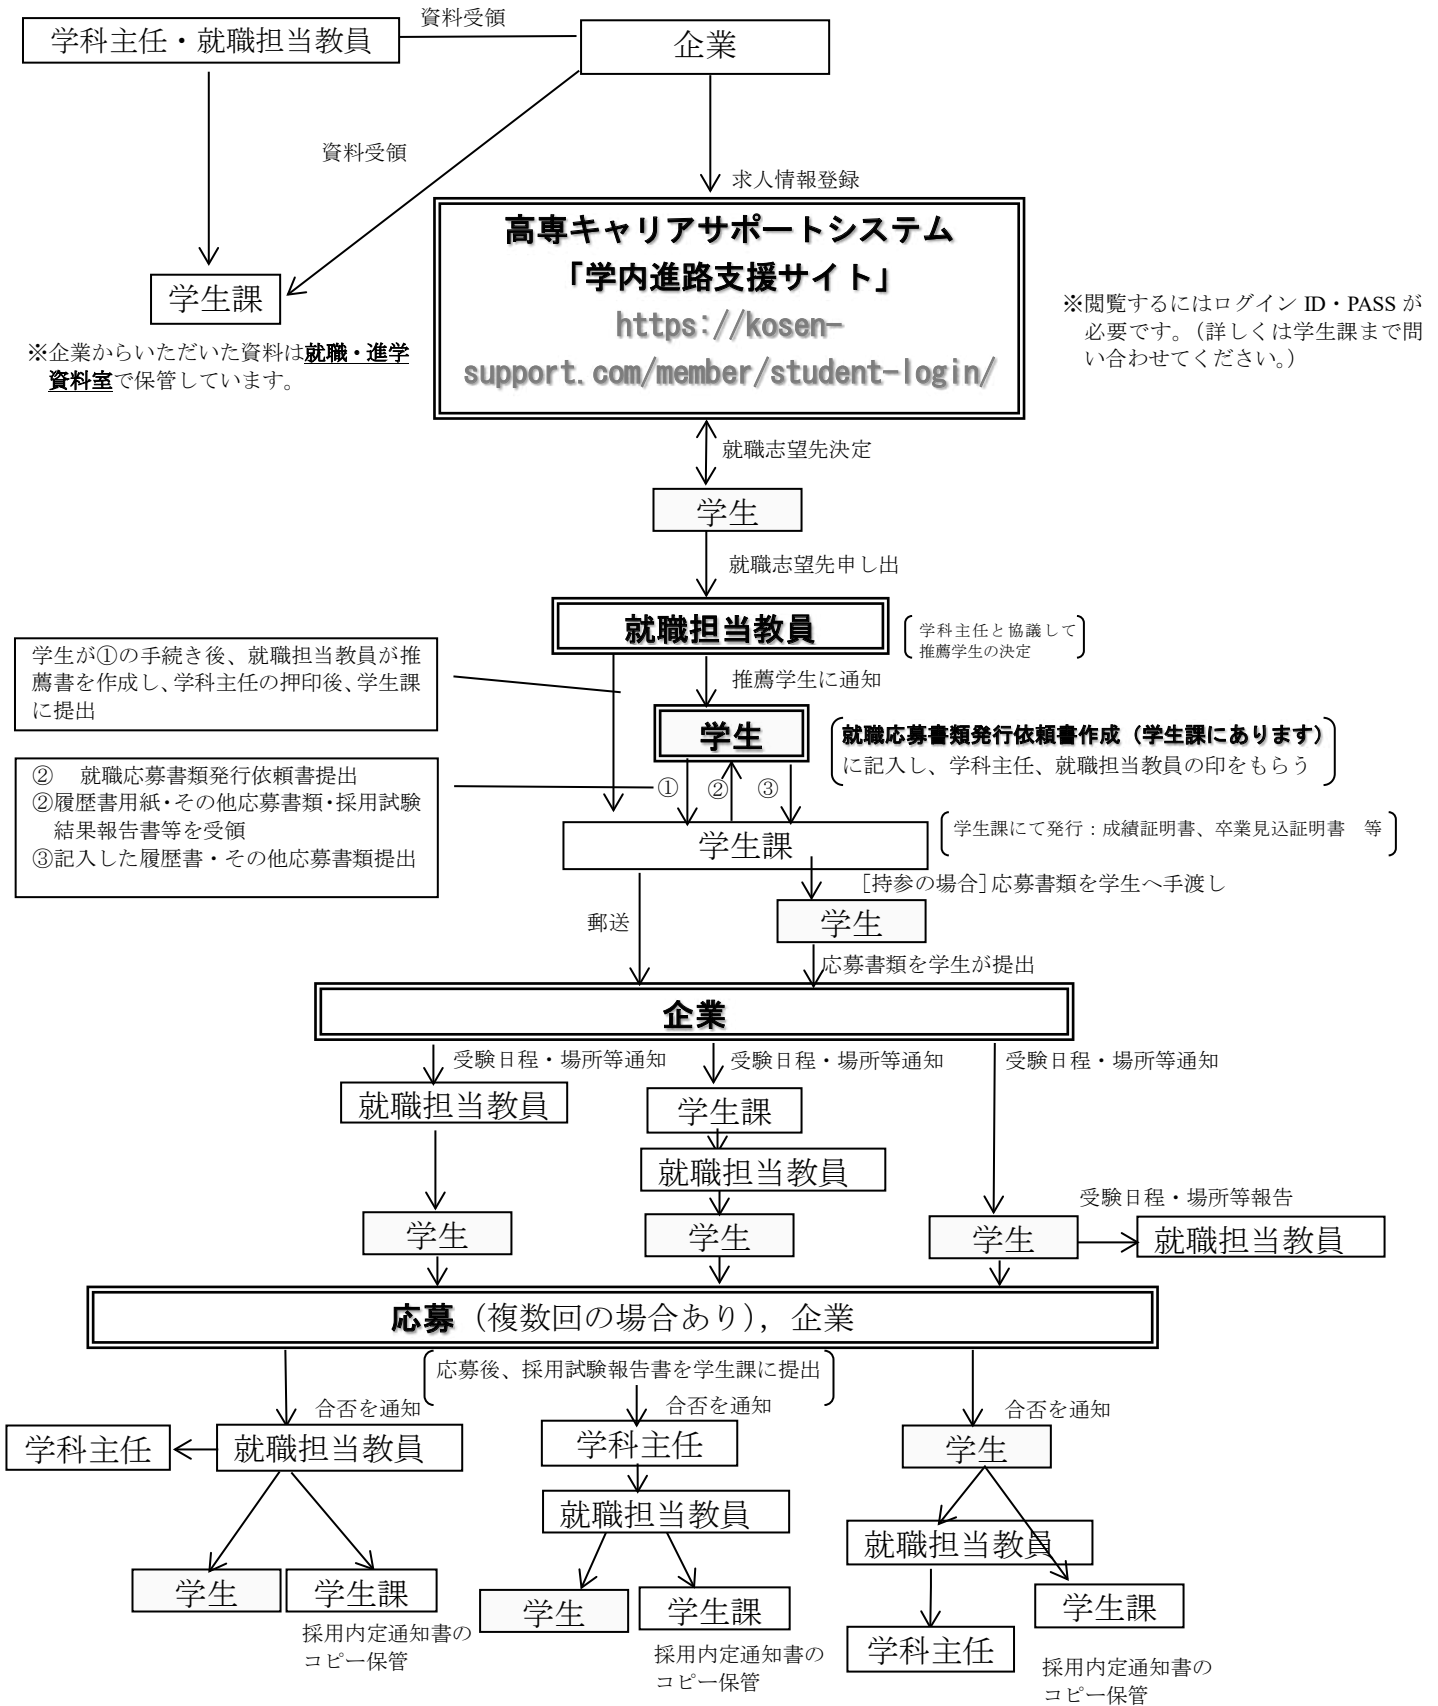 資料受領
学科主任・就職担当教員
企業
資料受領
求人情報登録
高専キャリアサポートシステム
「学内進路支援サイト」
https://kosen-
support.com/member/student-login/
学生課
※企業からいただいた資料は就職・進学
資料室で保管しています。
※閲覧するにはログイン ID・PASS が
必要です。（詳しくは学生課まで問
い合わせてください。）
就職志望先決定
学生
就職志望先申し出
就職担当教員
学科主任と協議して
推薦学生の決定
学生が①の手続き後、就職担当教員が推
薦書を作成し、学科主任の押印後、学生課
に提出
推薦学生に通知
学生
就職応募書類発行依頼書作成（学生課にあります）
に記入し、学科主任、就職担当教員の印をもらう
②　就職応募書類発行依頼書提出
②履歴書用紙・その他応募書類・採用試験
結果報告書等を受領
③記入した履歴書・その他応募書類提出
①
②
③
学生課
学生課にて発行：成績証明書、卒業見込証明書　等
［持参の場合］応募書類を学生へ手渡し
郵送
学生
応募書類を学生が提出
企業
受験日程・場所等通知
受験日程・場所等通知
受験日程・場所等通知
就職担当教員
学生課
就職担当教員
受験日程・場所等報告
学生
学生
学生
就職担当教員
応募（複数回の場合あり），企業
応募後、採用試験報告書を学生課に提出
合否を通知
合否を通知
合否を通知
学科主任
就職担当教員
学科主任
学生
就職担当教員
就職担当教員
学生
学生課
学生
学生課
学生課
採用内定通知書の
コピー保管
採用内定通知書の
コピー保管
学科主任
採用内定通知書の
コピー保管